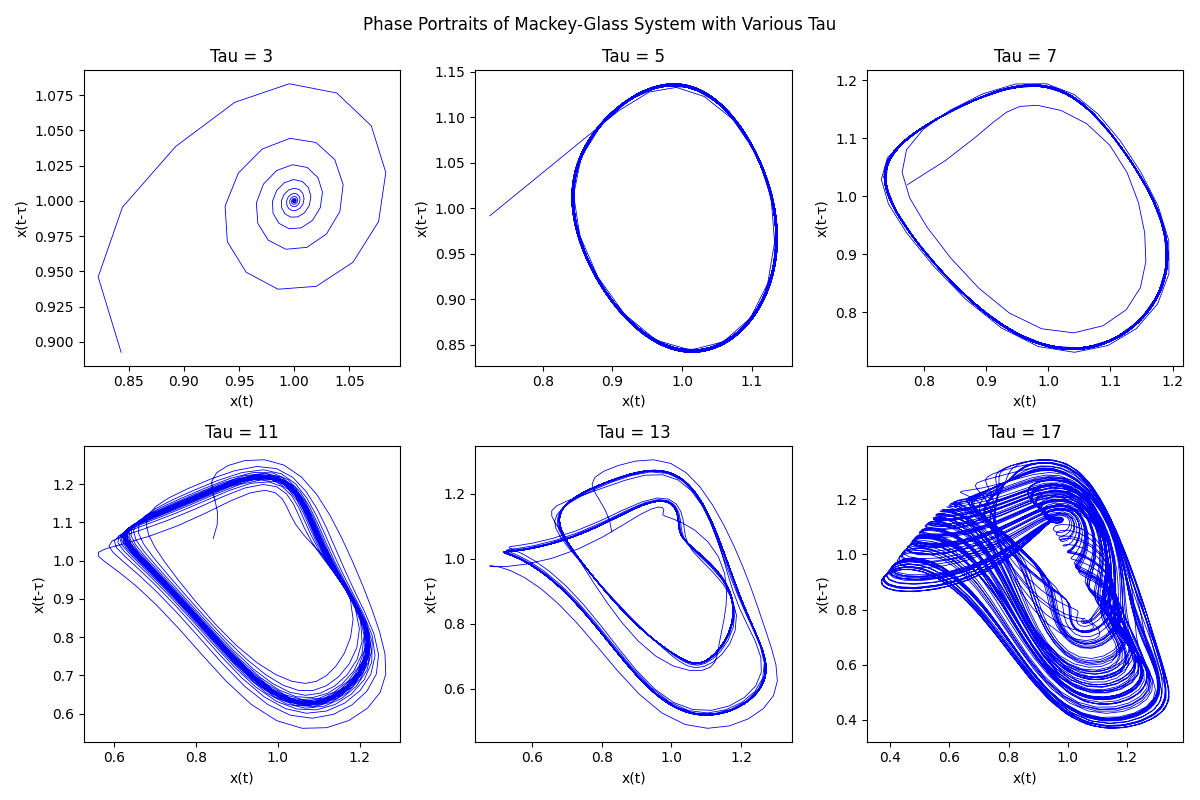 Phase Portraits of Mackey-Glass System with Various Tau
Tau = 3
x(t-τ)
1.075
1.050
1.025
1.000
0.975
0.950
0.925
0.900
0.85 0.90 0.95 1.00 1.05
x(t)
Tau = 5
x(t-τ)
1.15
1.10
1.05
1.00
0.95
0.90
0.85
0.8 0.9 1.0 1.1
x(t)
Tau = 7
x(t-τ)
1.2
1.1
1.0
0.9
0.8
0.8 0.9 1.0 1.1 1.2
x(t)
Tau = 11
x(t-τ)
1.2
1.1
1.0
0.9
0.8
0.7
0.6
0.6 0.8 1.0 1.2
x(t)
Tau = 13
x(t-τ)
1.2
1.0
0.8
0.6
0.6 0.8 1.0 1.2
x(t)
Tau = 17
x(t-τ)
1.2
1.0
0.8
0.6
0.4
0.4 0.6 0.8 1.0 1.2
x(t)